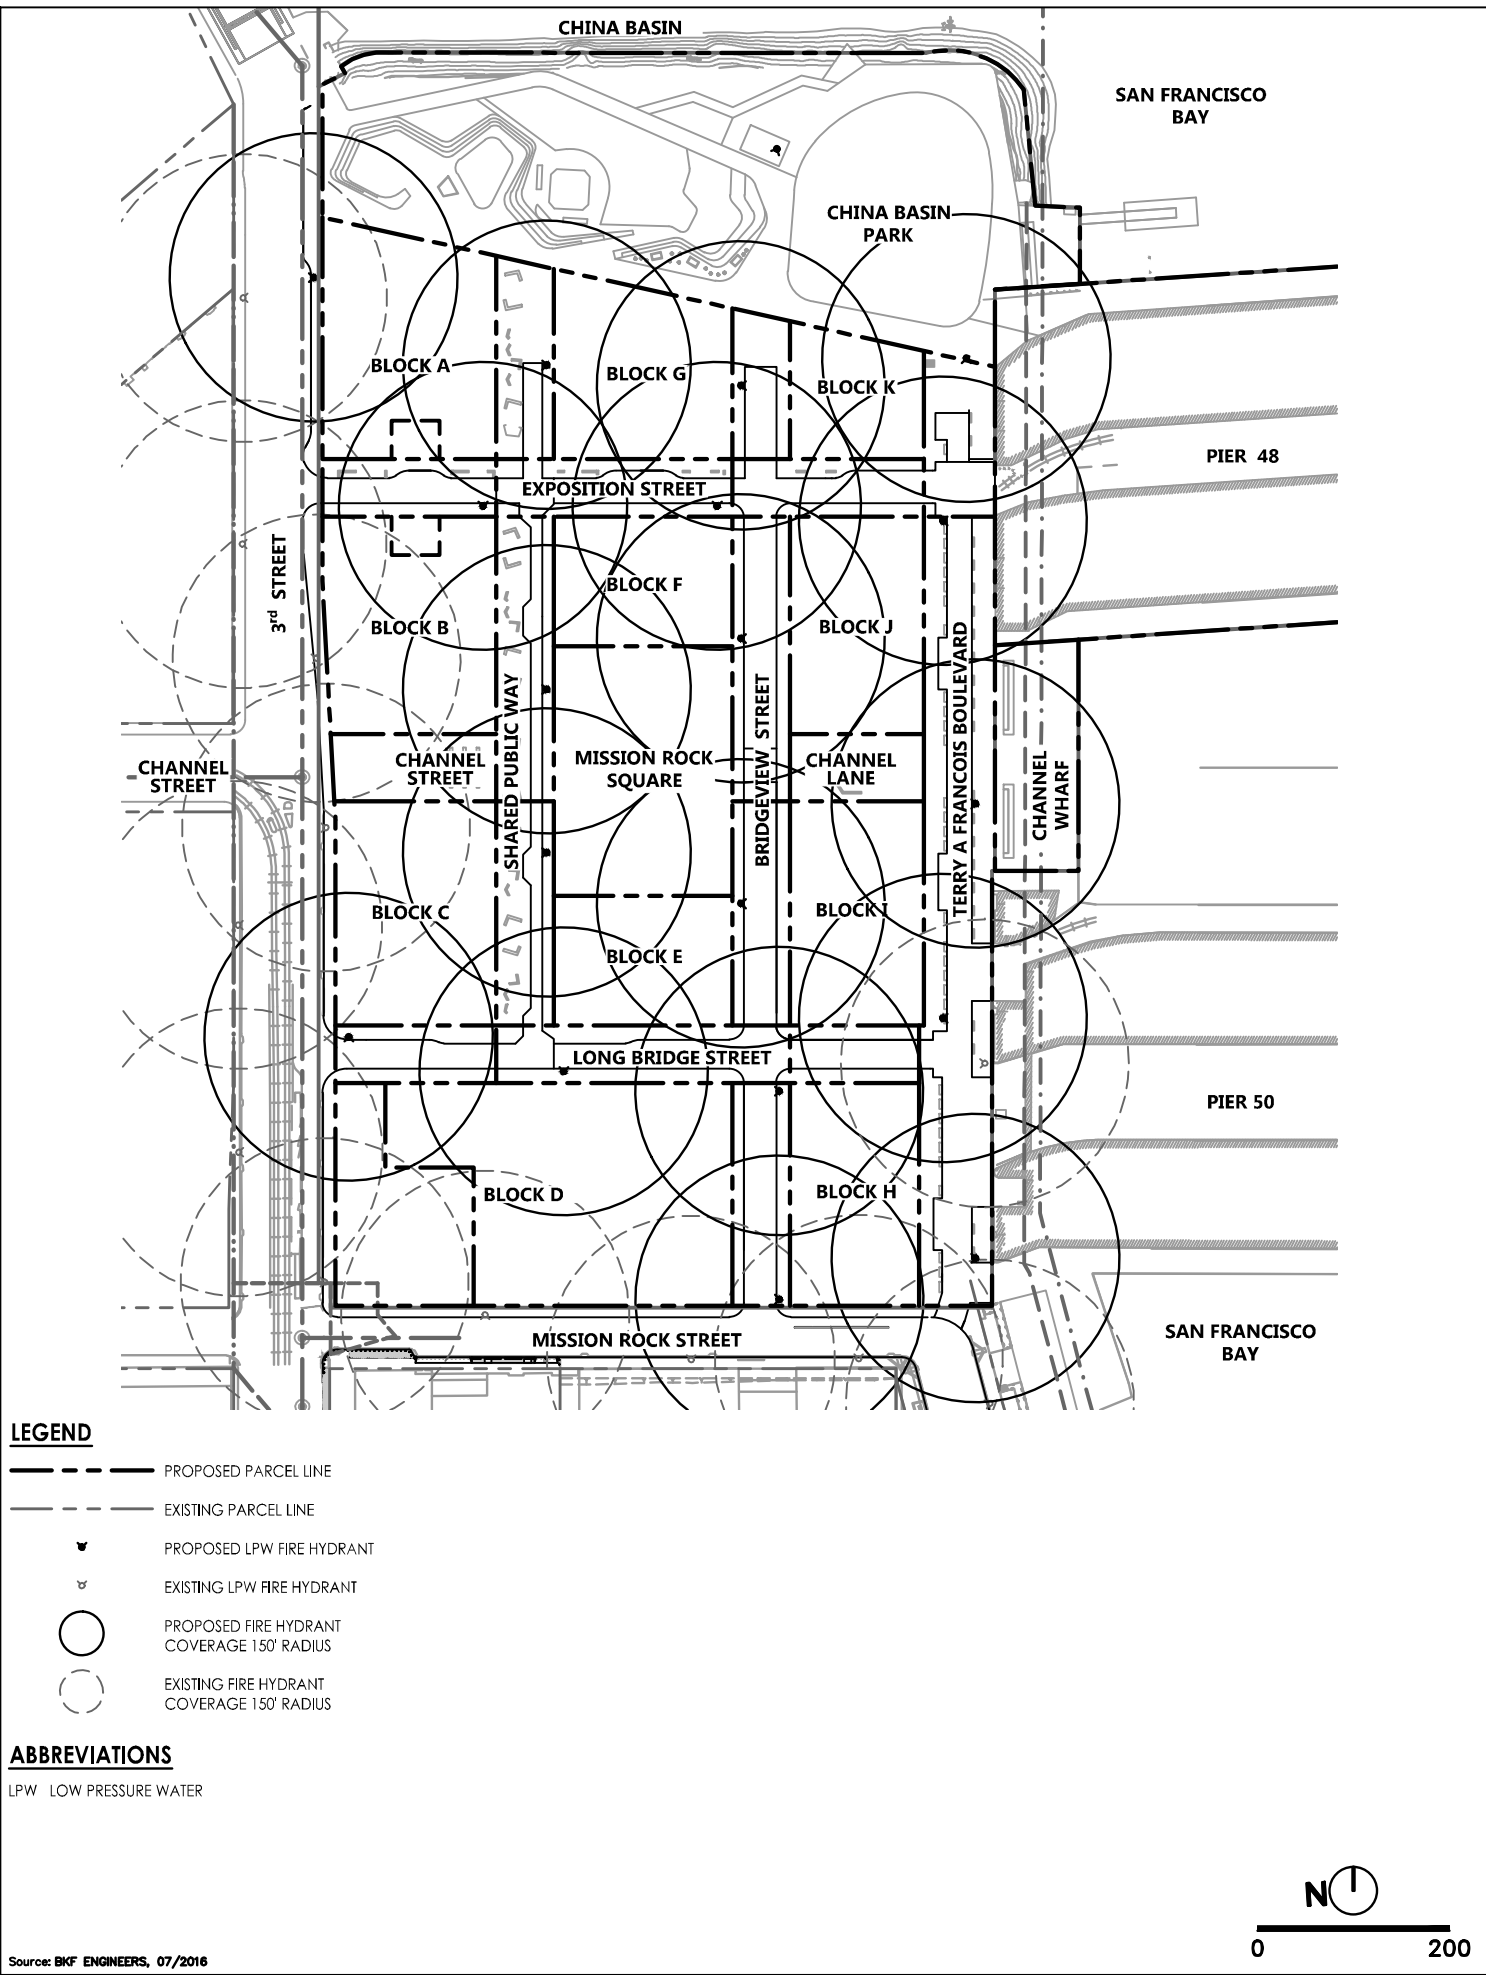 CHINA BASIN
SAN FRANCISCO
BAY
CHINA BASIN
PARK
BLOCK A
BLOCK G
BLOCK K
PIER 48
EXPOSITION STREET
3rd STREET
BLOCK F
BLOCK B
BLOCK J
SHARED PUBLIC WAY
BRIDGEVIEW STREET
TERRY A FRANCOIS BOULEVARD
CHANNEL
STREET
CHANNEL
STREET
MISSION ROCK
SQUARE
CHANNEL
LANE
CHANNEL
WHARF
BLOCK C
BLOCK I
BLOCK E
LONG BRIDGE STREET
PIER 50
BLOCK D
BLOCK H
MISSION ROCK STREET
SAN FRANCISCO
BAY
LEGEND
PROPOSED PARCEL LINE
EXISTING PARCEL LINE
PROPOSED LPW FIRE HYDRANT
EXISTING LPW FIRE HYDRANT
PROPOSED FIRE HYDRANT
COVERAGE 150' RADIUS
EXISTING FIRE HYDRANT
COVERAGE 150' RADIUS
ABBREVIATIONS
LPW LOW PRESSURE WATER
N
0 200
Source: BKF ENGINEERS, 07/2016